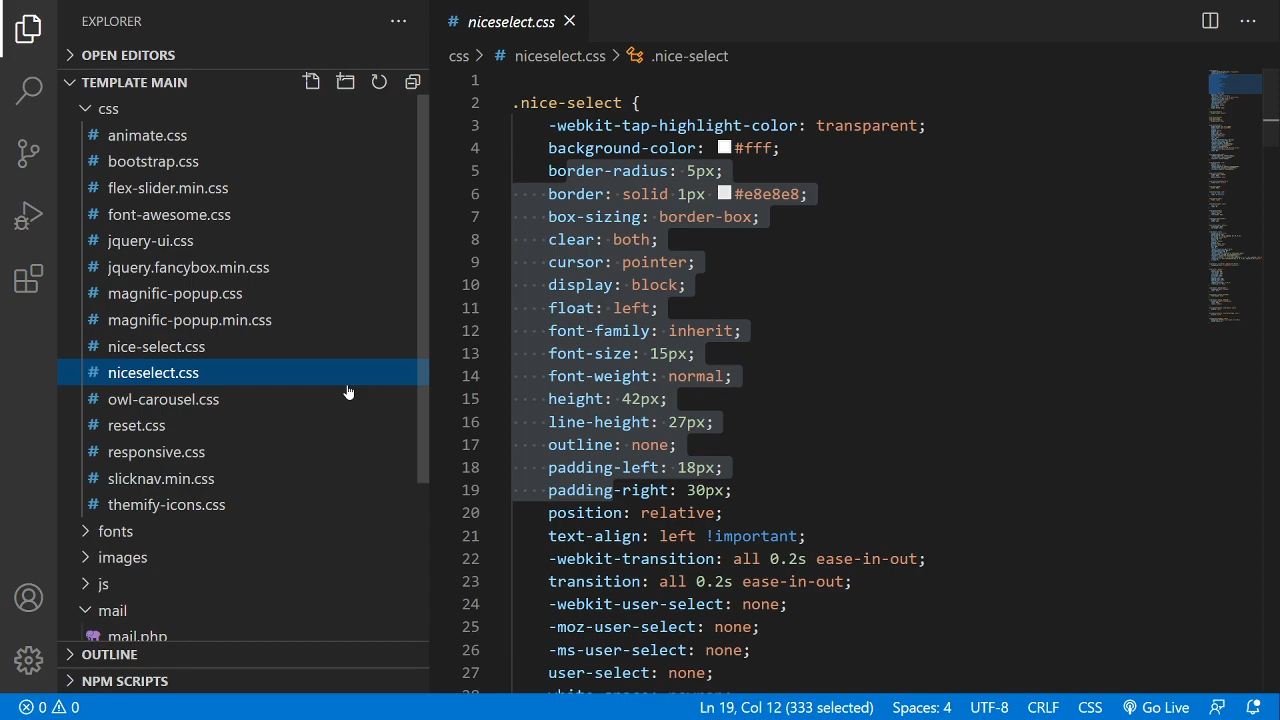 EXPLORER
OPEN EDITORS
TEMPLATE MAIN
css
# animate.css
# bootstrap.css
# flex-slider.min.css
# font-awesome.css
# jquery-ui.css
# jquery.fancybox.min.css
# magnific-popup.css
# magnific-popup.min.css
# nice-select.css
# niceselect.css
# owl-carousel.css
# reset.css
# responsive.css
# slicknav.min.css
# themify-icons.css
fonts
images
js
mail
mail.php
OUTLINE
NPM SCRIPTS
# niceselect.css
css > # niceselect.css > .nice-select
1
2 .nice-select {
3 -webkit-tap-highlight-color: transparent;
4 background-color: #fff;
5 border-radius: 5px;
6 border: solid 1px #e8e8e8;
7 box-sizing: border-box;
8 clear: both;
9 cursor: pointer;
10 display: block;
11 float: left;
12 font-family: inherit;
13 font-size: 15px;
14 font-weight: normal;
15 height: 42px;
16 line-height: 27px;
17 outline: none;
18 padding-left: 18px;
19 padding-right: 30px;
20 position: relative;
21 text-align: left !important;
22 -webkit-transition: all 0.2s ease-in-out;
23 transition: all 0.2s ease-in-out;
24 -webkit-user-select: none;
25 -moz-user-select: none;
26 -ms-user-select: none;
27 user-select: none;
0 0 Ln 19, Col 12 (333 selected) Spaces: 4 UTF-8 CRLF CSS Go Live